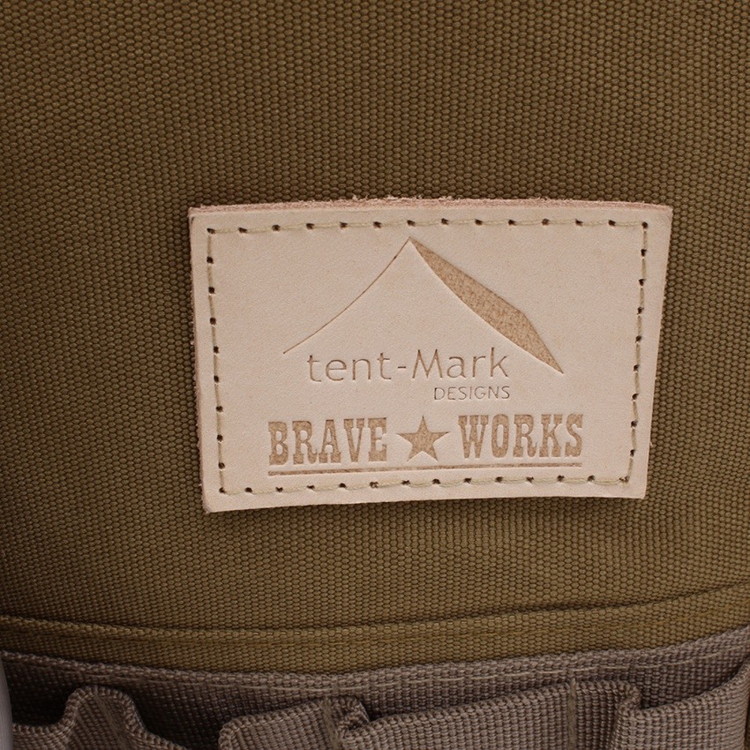 tent-Mark
DESIGNS
BRAVE ★ WORKS